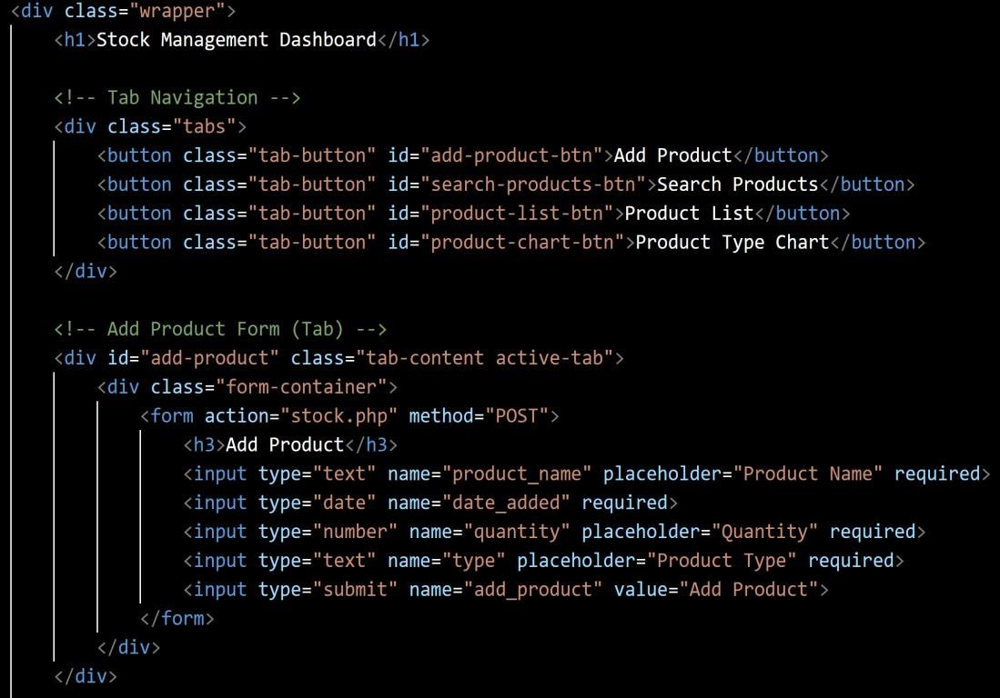 <div class="wrapper">
<h1>Stock Management Dashboard</h1>
<!-- Tab Navigation -->
<div class="tabs">
<button class="tab-button" id="add-product-btn">Add Product</button>
<button class="tab-button" id="search-products-btn">Search Products</button>
<button class="tab-button" id="product-list-btn">Product List</button>
<button class="tab-button" id="product-chart-btn">Product Type Chart</button>
</div>
<!-- Add Product Form (Tab) -->
<div id="add-product" class="tab-content active-tab">
<div class="form-container">
<form action="stock.php" method="POST">
<h3>Add Product</h3>
<input type="text" name="product_name" placeholder="Product Name" required>
<input type="date" name="date_added" required>
<input type="number" name="quantity" placeholder="Quantity" required>
<input type="text" name="type" placeholder="Product Type" required>
<input type="submit" name="add_product" value="Add Product">
</form>
</div>
</div>